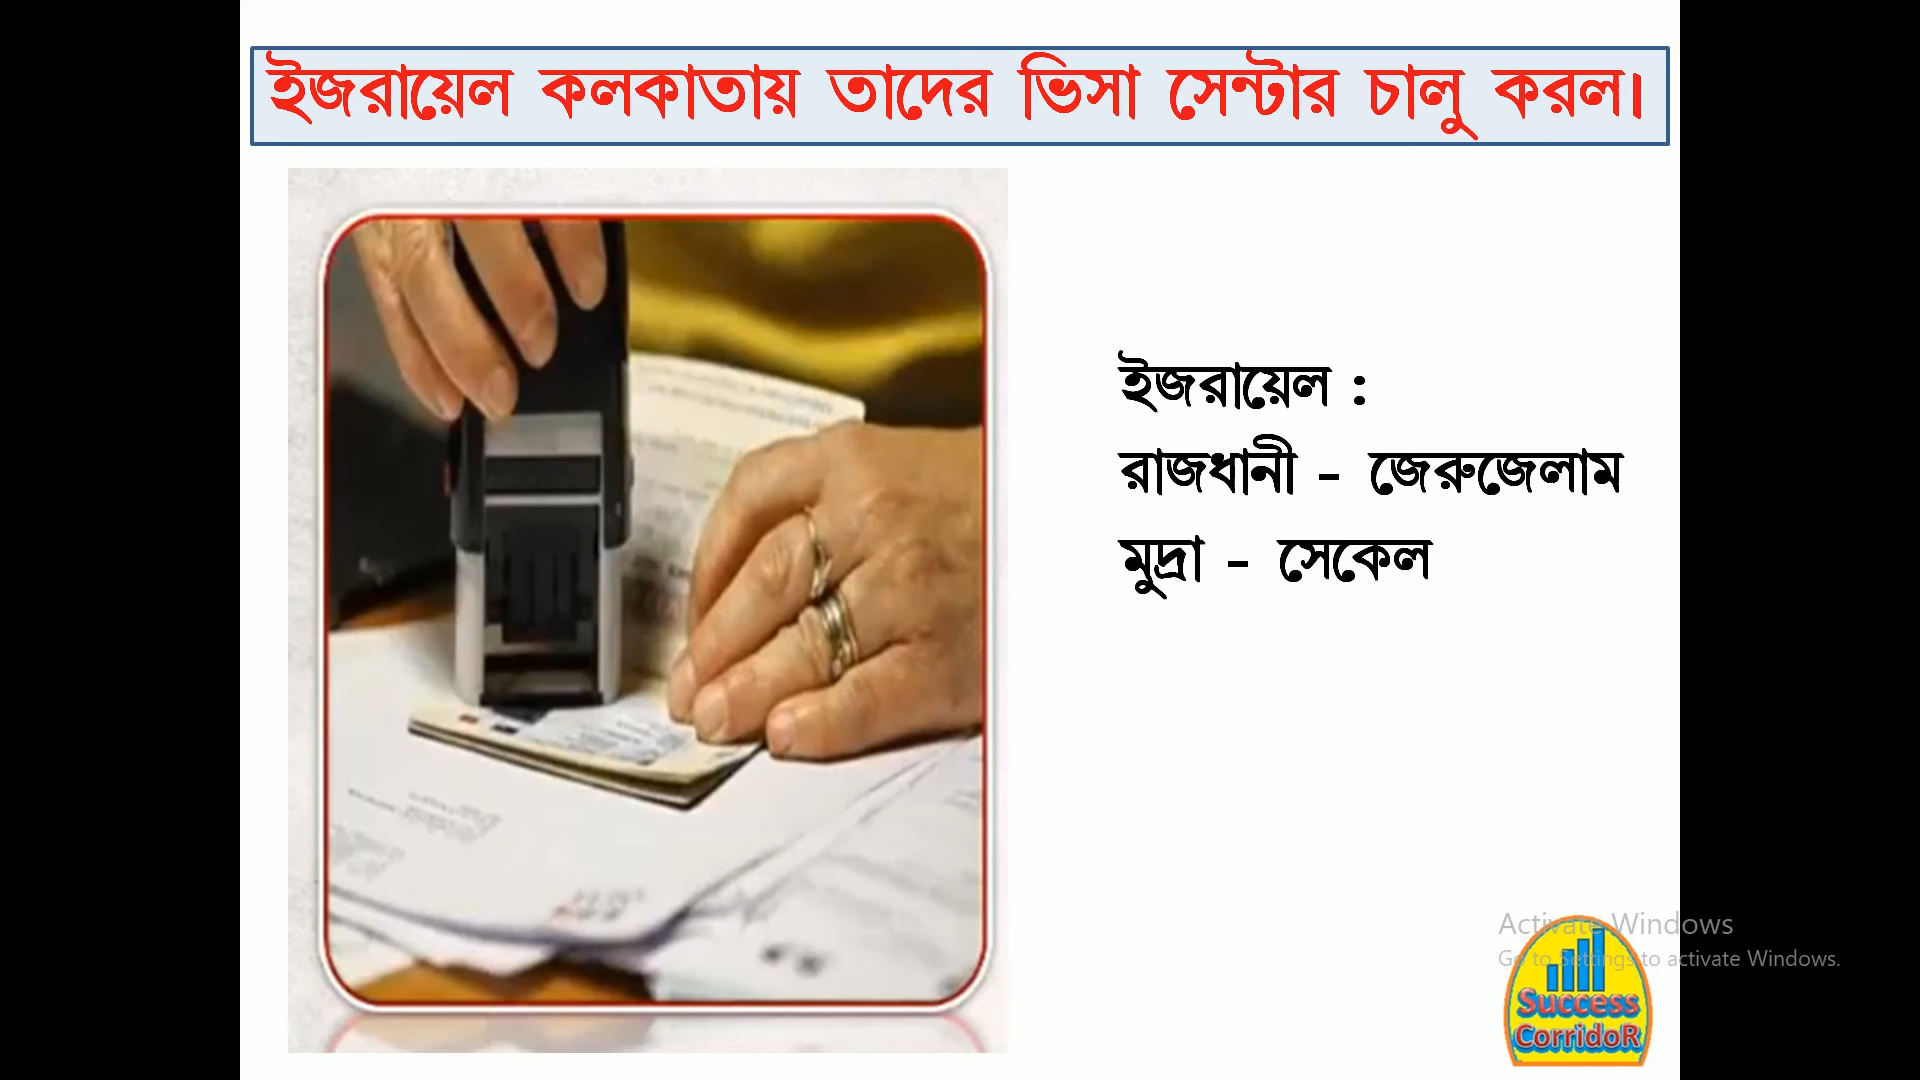 ইজরায়েল কলকাতায় তাদের ভিসা সেন্টার চালু করল।
ইজরায়েল :
রাজধানী - জেরুজেলাম
মুদ্রা - সেকেল
Activate Windows
Go to Settings to activate Windows.
Success
CorridoR